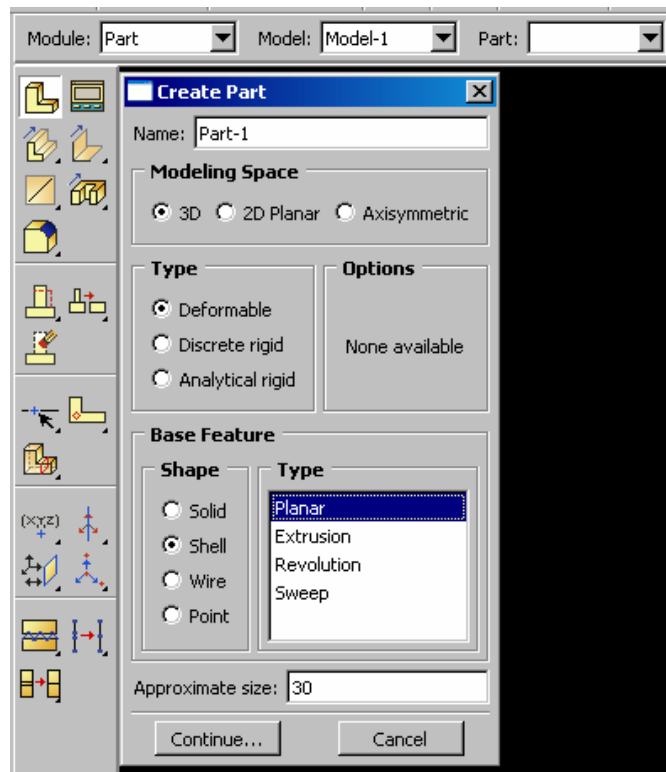 Module: Part Model: Model-1 Part:
Create Part
Name: Part-1
Modeling Space
3D 2D Planar Axisymmetric
Type Options
Deformable
Discrete rigid None available
Analytical rigid
Base Feature
Shape Type
Solid Planar
Shell Extrusion
Wire Revolution
Point Sweep
(XYZ)
Approximate size: 30
Continue... Cancel